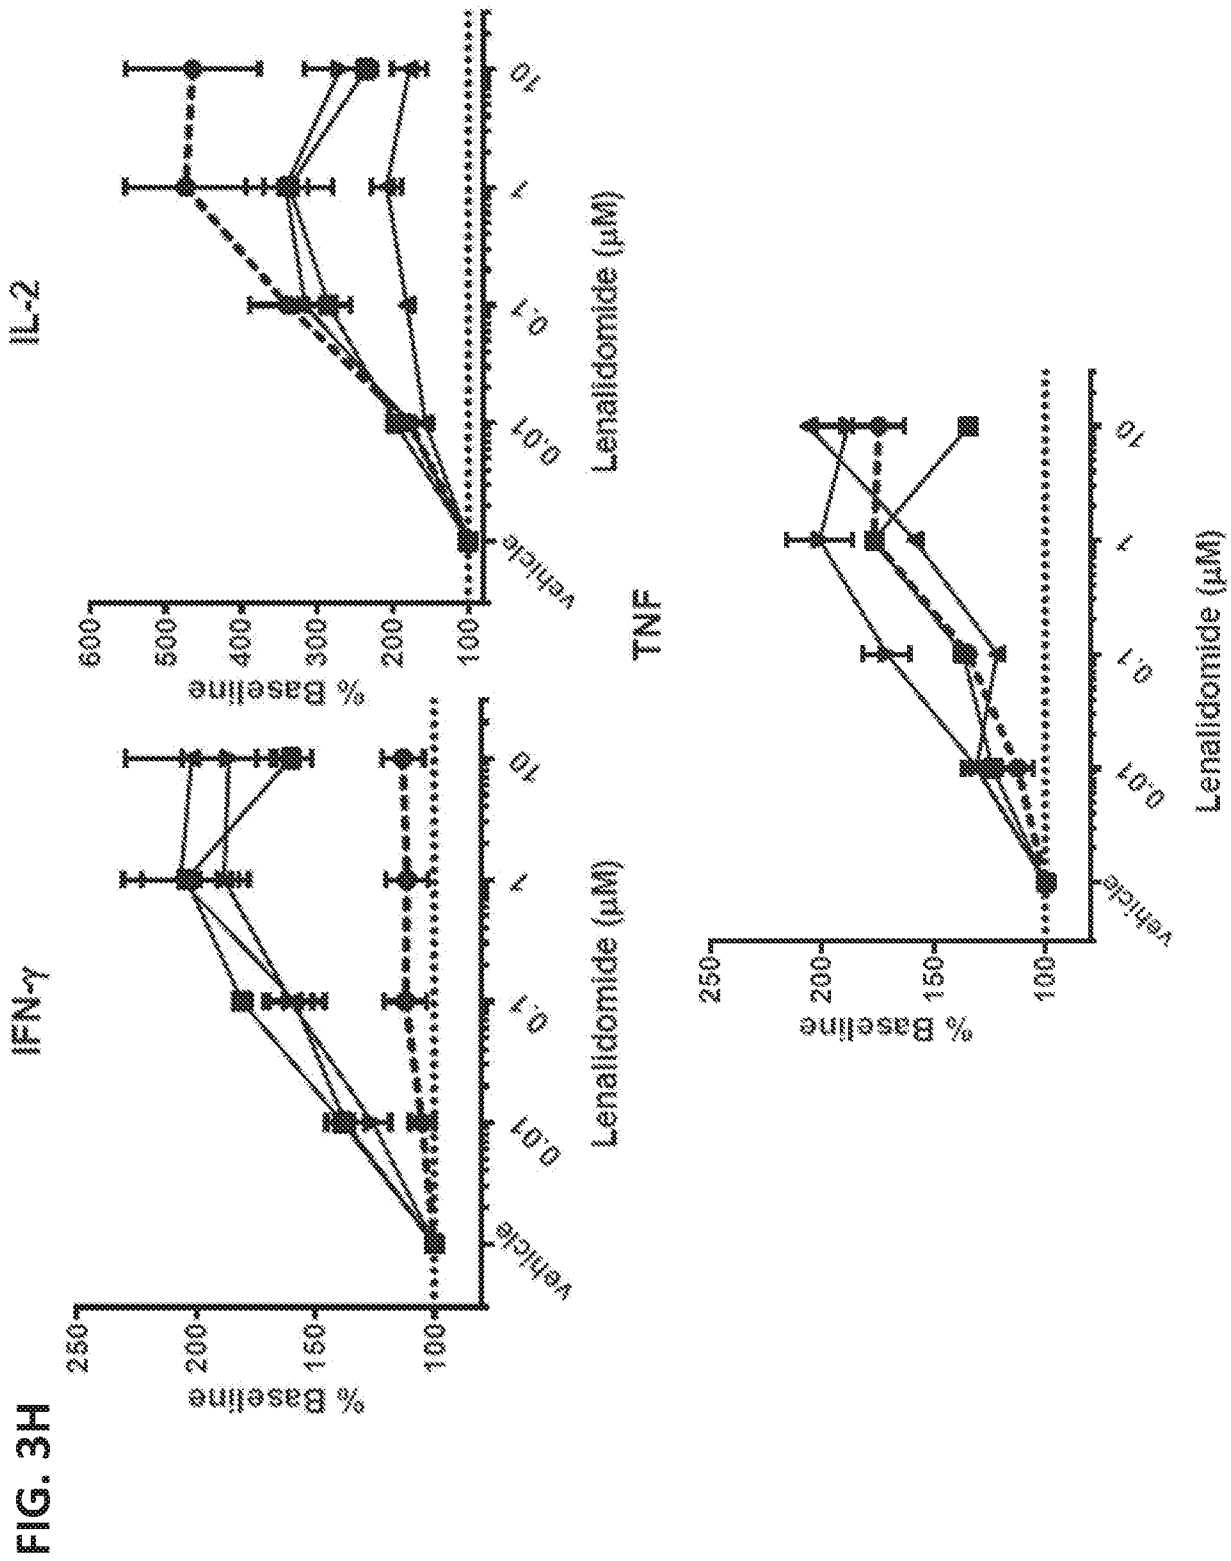 FIG. 3H
IFN-γ
% Baseline
250
200
150
100
vehicle
0.01
0.1
1
10
Lenalidomide (μM)
IL-2
% Baseline
600
500
400
300
200
100
vehicle
0.01
0.1
1
10
Lenalidomide (μM)
TNF
% Baseline
250
200
150
100
vehicle
0.01
0.1
1
10
Lenalidomide (μM)